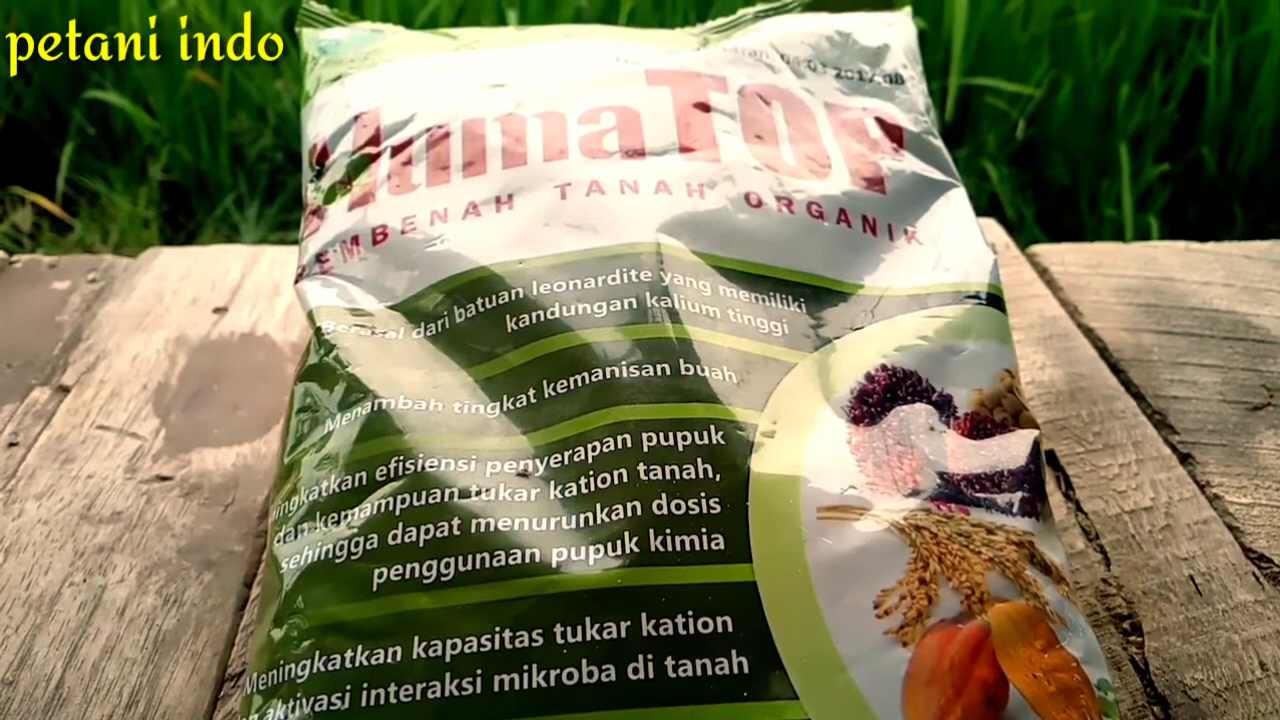 petani indo
HumaTOP
PEMBENAH TANAH ORGANIK
Berasal dari batuan leonardite yang memiliki
kandungan kalium tinggi
Menambah tingkat kemanisan buah
ingkatkan efisiensi penyerapan pupuk
dan kemampuan tukar kation tanah,
sehingga dapat menurunkan dosis
penggunaan pupuk kimia
Meningkatkan kapasitas tukar kation
aktivasi interaksi mikroba di tanah